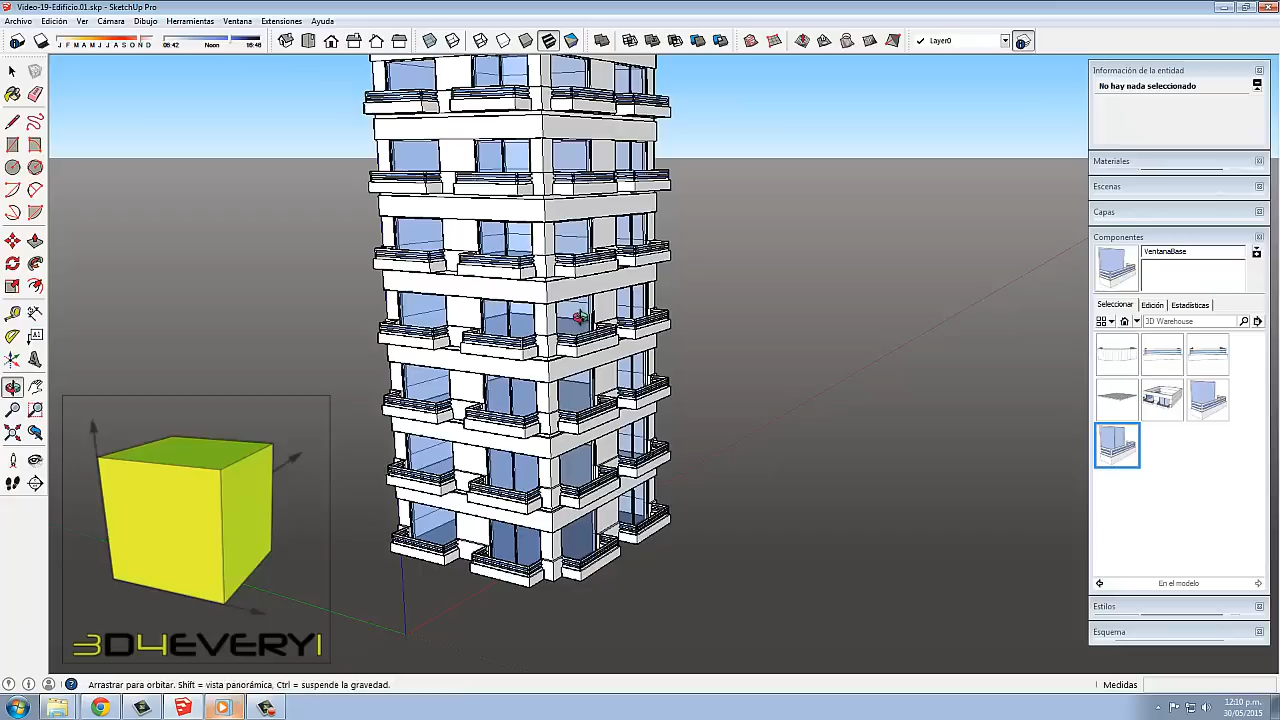 Video-19-Edificio.01.skp - SketchUp Pro
Archivo Edición Ver Cámara Dibujo Herramientas Ventana Extensiones Ayuda
J F M A M J J A S O N D 06:42 Noon 16:46 Layer0
Información de la entidad
No hay nada seleccionado
Materiales
Escenas
Capas
Componentes
VentanaBase
Seleccionar Edición Estadísticas
3D Warehouse
En el modelo
Estilos
Esquema
3D4EVERY1
Arrastrar para orbitar. Shift = vista panorámica, Ctrl = suspende la gravedad.
Medidas
12:10 p.m.
30/05/2015